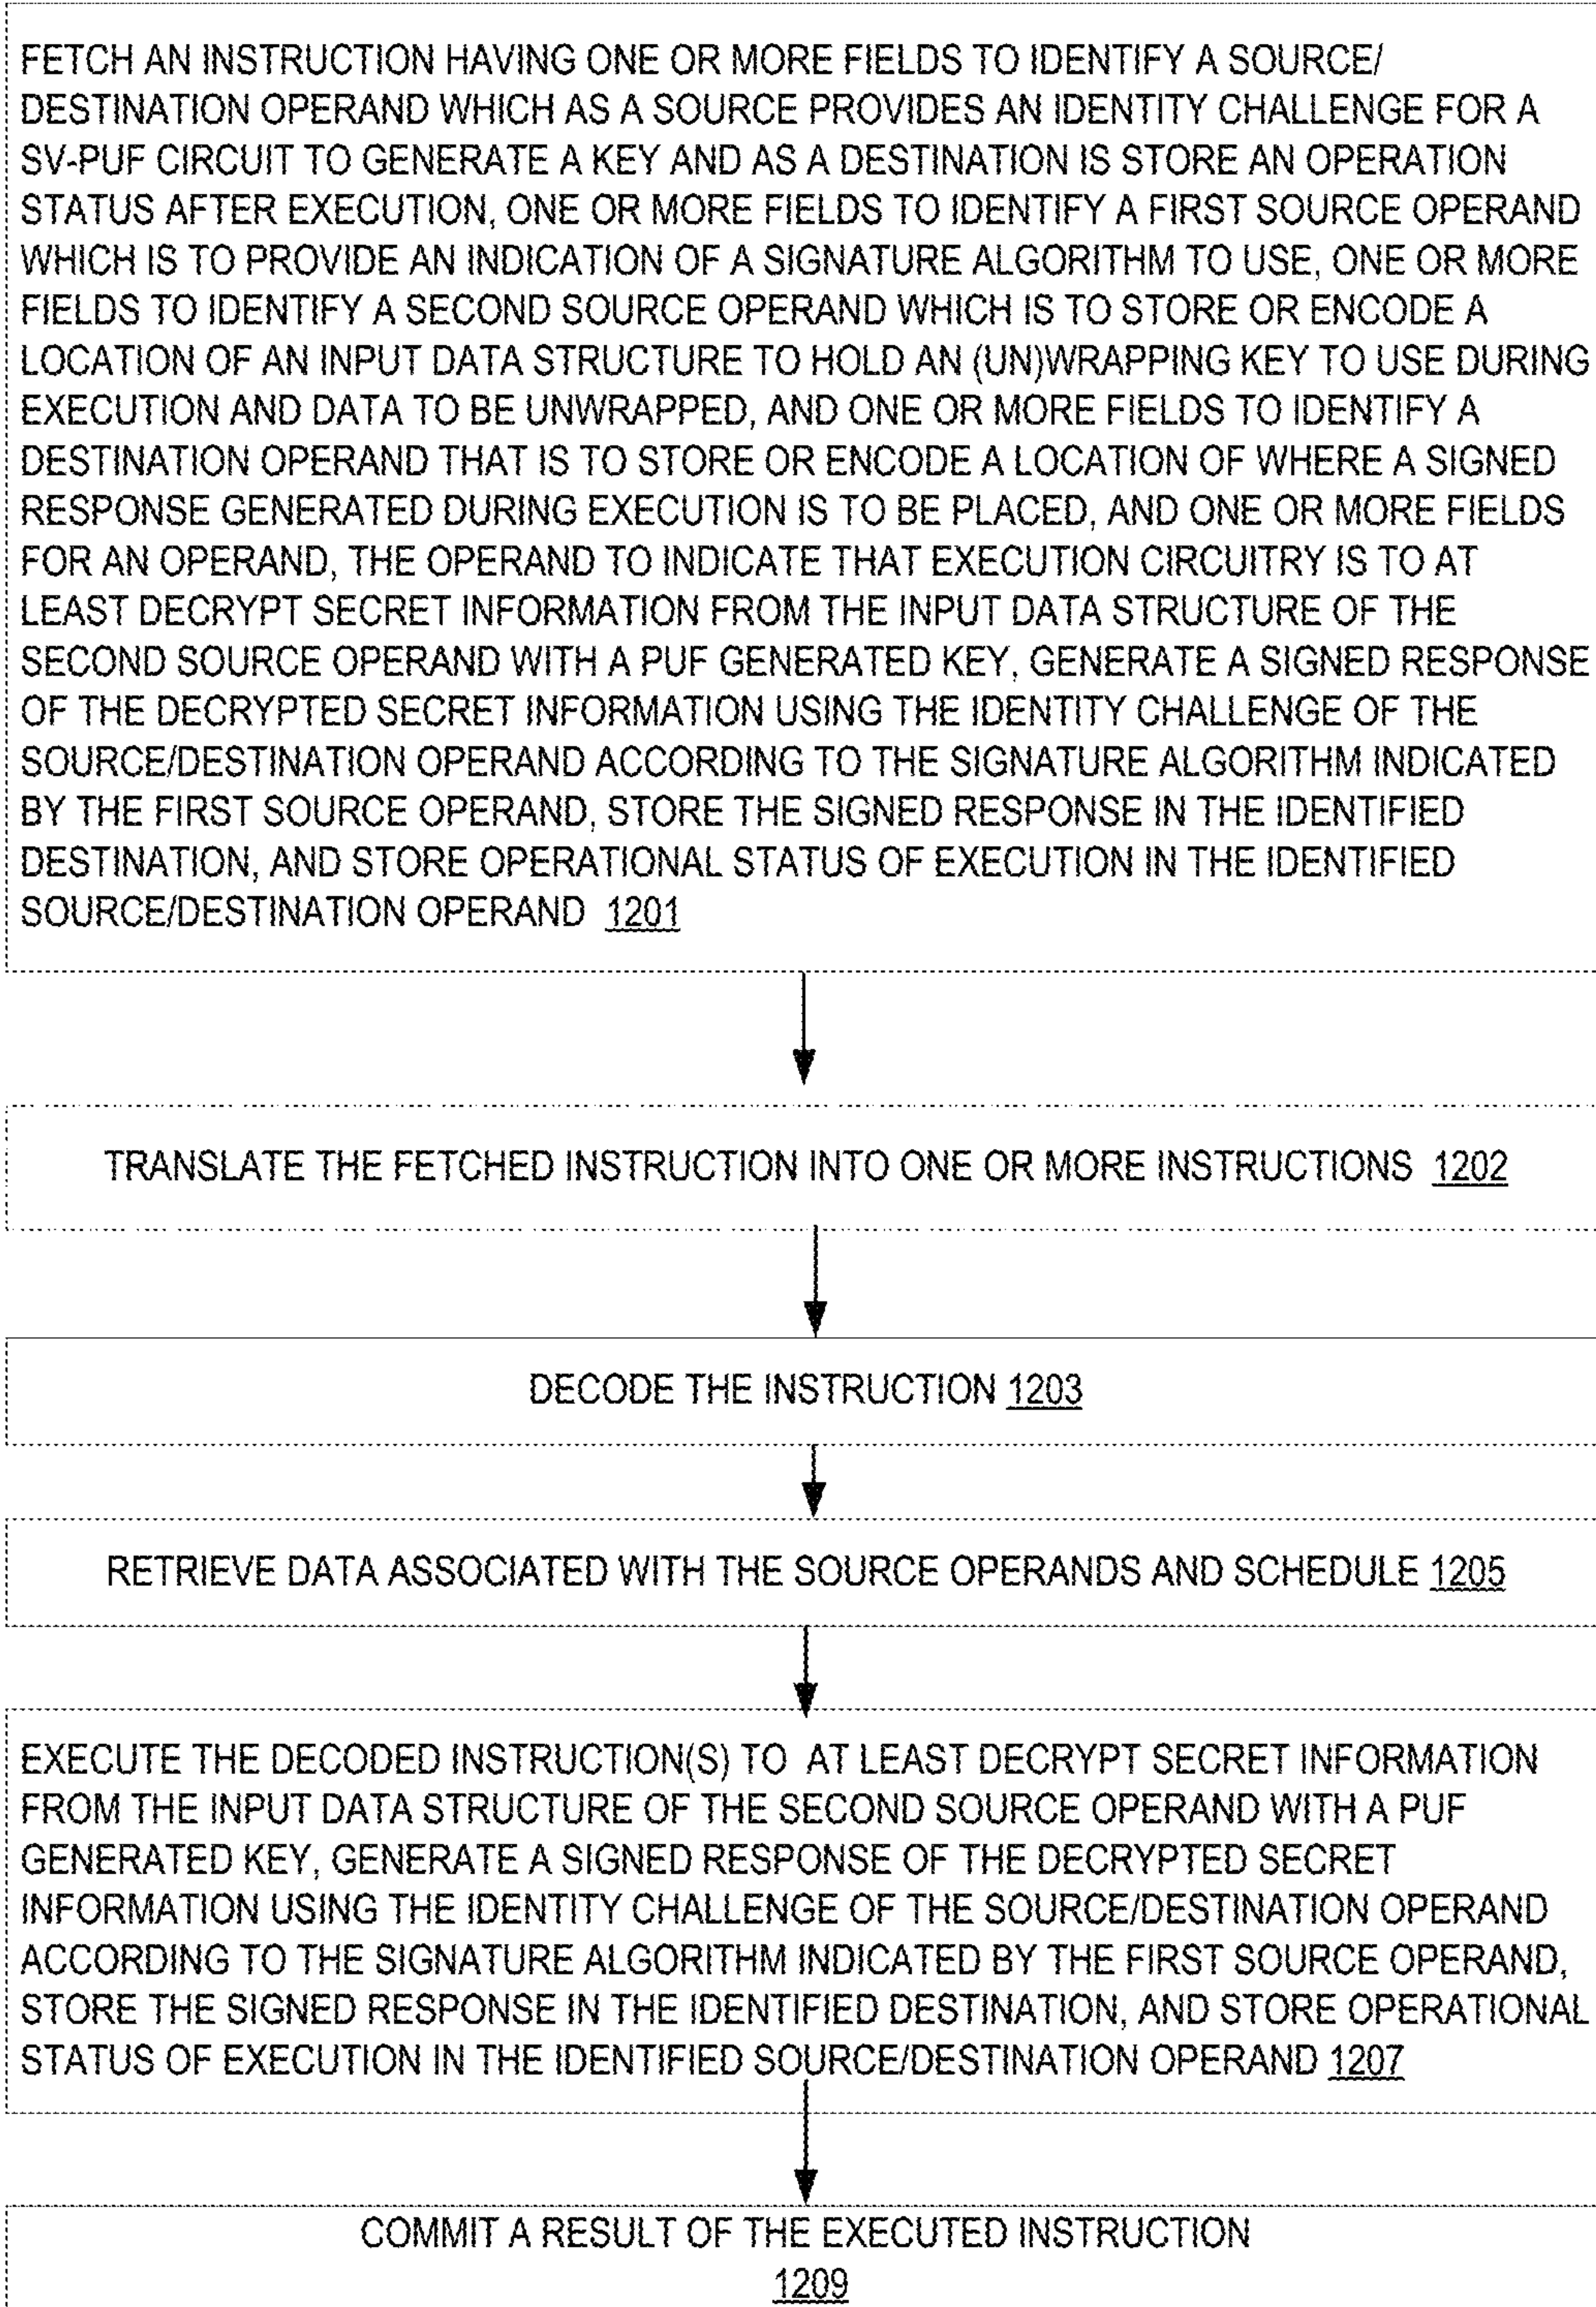 FETCH AN INSTRUCTION HAVING ONE OR MORE FIELDS TO IDENTIFY A SOURCE/
DESTINATION OPERAND WHICH AS A SOURCE PROVIDES AN IDENTITY CHALLENGE FOR A
SV-PUF CIRCUIT TO GENERATE A KEY AND AS A DESTINATION IS STORE AN OPERATION
STATUS AFTER EXECUTION, ONE OR MORE FIELDS TO IDENTIFY A FIRST SOURCE OPERAND
WHICH IS TO PROVIDE AN INDICATION OF A SIGNATURE ALGORITHM TO USE, ONE OR MORE
FIELDS TO IDENTIFY A SECOND SOURCE OPERAND WHICH IS TO STORE OR ENCODE A
LOCATION OF AN INPUT DATA STRUCTURE TO HOLD AN (UN)WRAPPING KEY TO USE DURING
EXECUTION AND DATA TO BE UNWRAPPED, AND ONE OR MORE FIELDS TO IDENTIFY A
DESTINATION OPERAND THAT IS TO STORE OR ENCODE A LOCATION OF WHERE A SIGNED
RESPONSE GENERATED DURING EXECUTION IS TO BE PLACED, AND ONE OR MORE FIELDS
FOR AN OPERAND, THE OPERAND TO INDICATE THAT EXECUTION CIRCUITRY IS TO AT
LEAST DECRYPT SECRET INFORMATION FROM THE INPUT DATA STRUCTURE OF THE
SECOND SOURCE OPERAND WITH A PUF GENERATED KEY, GENERATE A SIGNED RESPONSE
OF THE DECRYPTED SECRET INFORMATION USING THE IDENTITY CHALLENGE OF THE
SOURCE/DESTINATION OPERAND ACCORDING TO THE SIGNATURE ALGORITHM INDICATED
BY THE FIRST SOURCE OPERAND, STORE THE SIGNED RESPONSE IN THE IDENTIFIED
DESTINATION, AND STORE OPERATIONAL STATUS OF EXECUTION IN THE IDENTIFIED
SOURCE/DESTINATION OPERAND 1201
TRANSLATE THE FETCHED INSTRUCTION INTO ONE OR MORE INSTRUCTIONS 1202
DECODE THE INSTRUCTION 1203
RETRIEVE DATA ASSOCIATED WITH THE SOURCE OPERANDS AND SCHEDULE 1205
EXECUTE THE DECODED INSTRUCTION(S) TO AT LEAST DECRYPT SECRET INFORMATION
FROM THE INPUT DATA STRUCTURE OF THE SECOND SOURCE OPERAND WITH A PUF
GENERATED KEY, GENERATE A SIGNED RESPONSE OF THE DECRYPTED SECRET
INFORMATION USING THE IDENTITY CHALLENGE OF THE SOURCE/DESTINATION OPERAND
ACCORDING TO THE SIGNATURE ALGORITHM INDICATED BY THE FIRST SOURCE OPERAND,
STORE THE SIGNED RESPONSE IN THE IDENTIFIED DESTINATION, AND STORE OPERATIONAL
STATUS OF EXECUTION IN THE IDENTIFIED SOURCE/DESTINATION OPERAND 1207
COMMIT A RESULT OF THE EXECUTED INSTRUCTION
1209